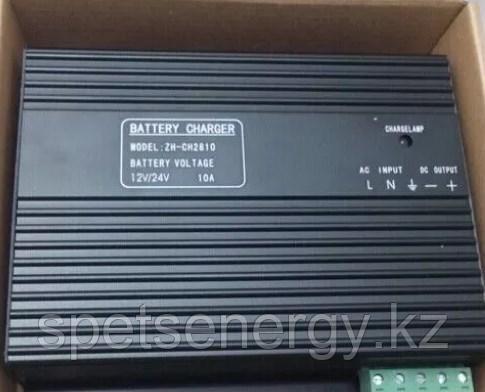 BATTERY CHARGER
MODEL:ZH-CH2810
BATTERY VOLTAGE
12V/24V 10A
CHARGELAMP
AC INPUT DC OUTPUT
L N ⏚ — +
spetsenergy.kz